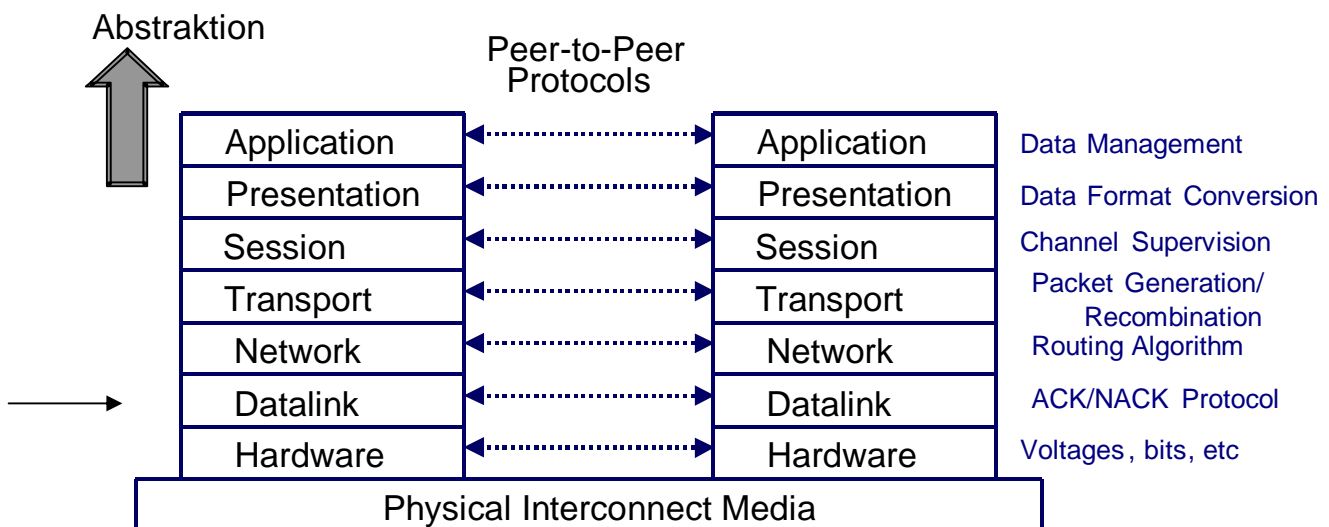 Abstraktion
Peer-to-Peer
Protocols
Application
Application
Data Management
Presentation
Presentation
Data Format Conversion
Session
Session
Channel Supervision
Transport
Transport
Packet Generation/
Recombination
Network
Network
Routing Algorithm
Datalink
Datalink
ACK/NACK Protocol
Hardware
Hardware
Voltages, bits, etc
Physical Interconnect Media